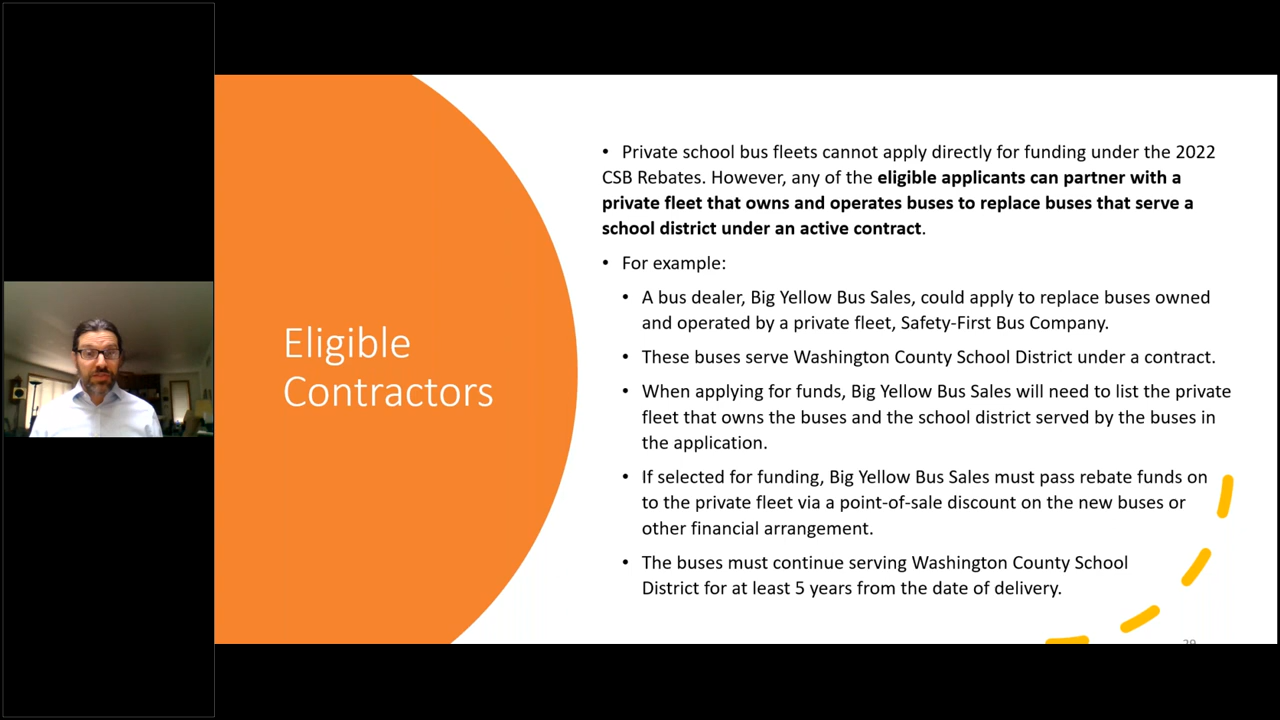 Eligible
Contractors
• Private school bus fleets cannot apply directly for funding under the 2022
CSB Rebates. However, any of the eligible applicants can partner with a
private fleet that owns and operates buses to replace buses that serve a
school district under an active contract.
• For example:
• A bus dealer, Big Yellow Bus Sales, could apply to replace buses owned
and operated by a private fleet, Safety-First Bus Company.
• These buses serve Washington County School District under a contract.
• When applying for funds, Big Yellow Bus Sales will need to list the private
fleet that owns the buses and the school district served by the buses in
the application.
• If selected for funding, Big Yellow Bus Sales must pass rebate funds on
to the private fleet via a point-of-sale discount on the new buses or
other financial arrangement.
• The buses must continue serving Washington County School
District for at least 5 years from the date of delivery.